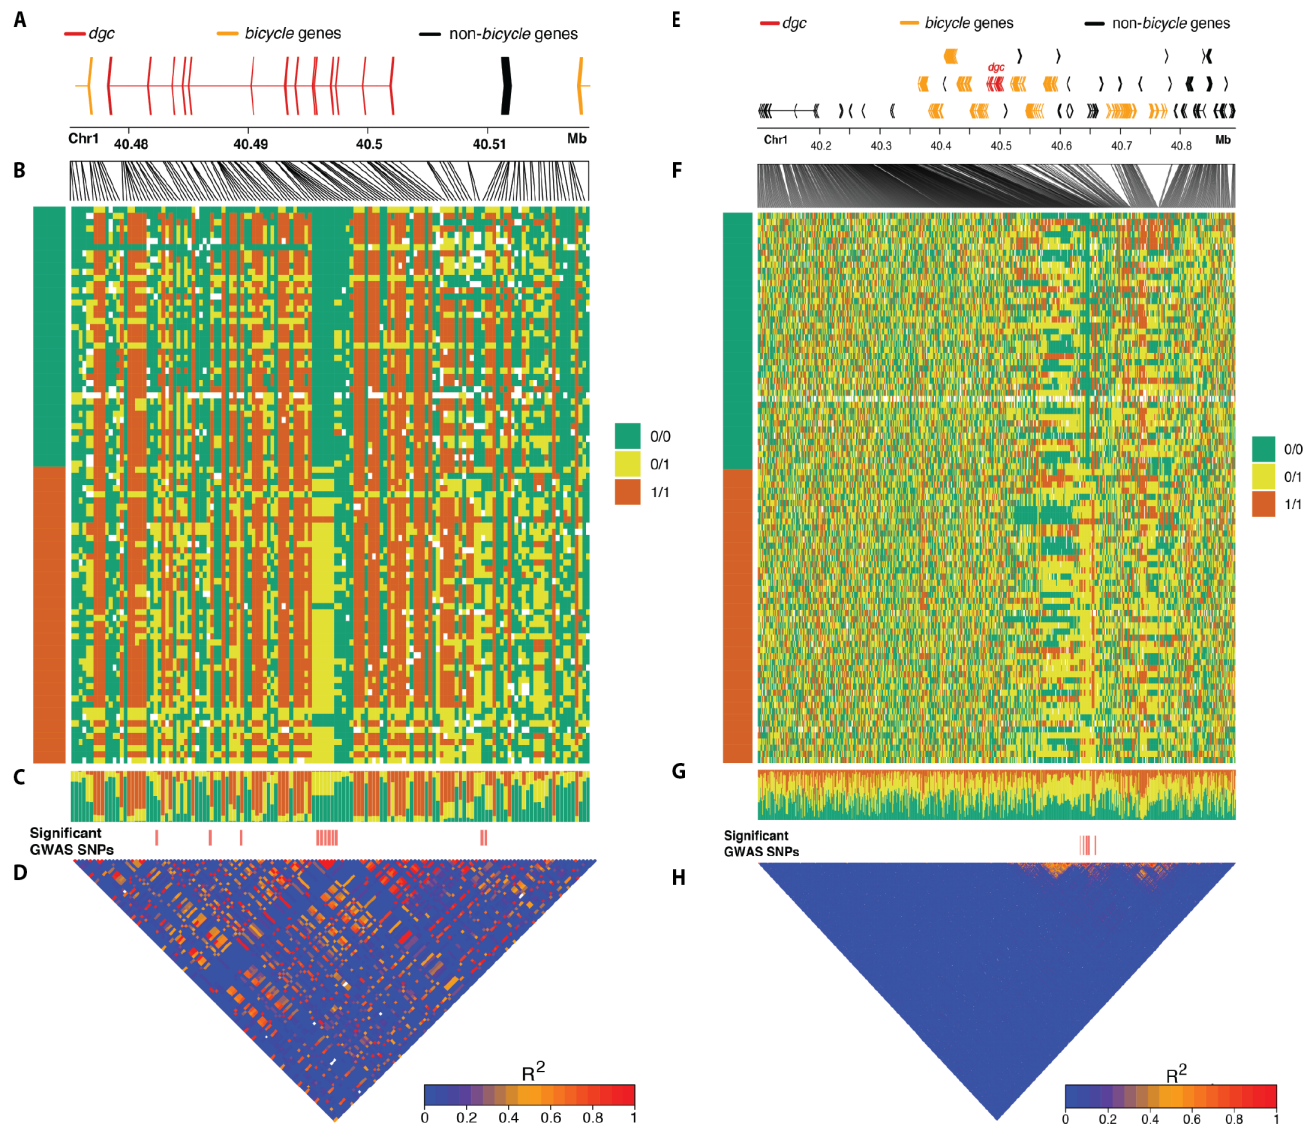 A
dgc
bicycle genes
non-bicycle genes
Chr1
40.48
40.49
40.5
40.51
Mb
B
0/0
0/1
1/1
C
Significant
GWAS SNPs
D
R2
0
0.2
0.4
0.6
0.8
1
E
dgc
bicycle genes
non-bicycle genes
dgc
Chr1
40.2
40.3
40.4
40.5
40.6
40.7
40.8
Mb
F
0/0
0/1
1/1
G
Significant
GWAS SNPs
H
R2
0
0.2
0.4
0.6
0.8
1